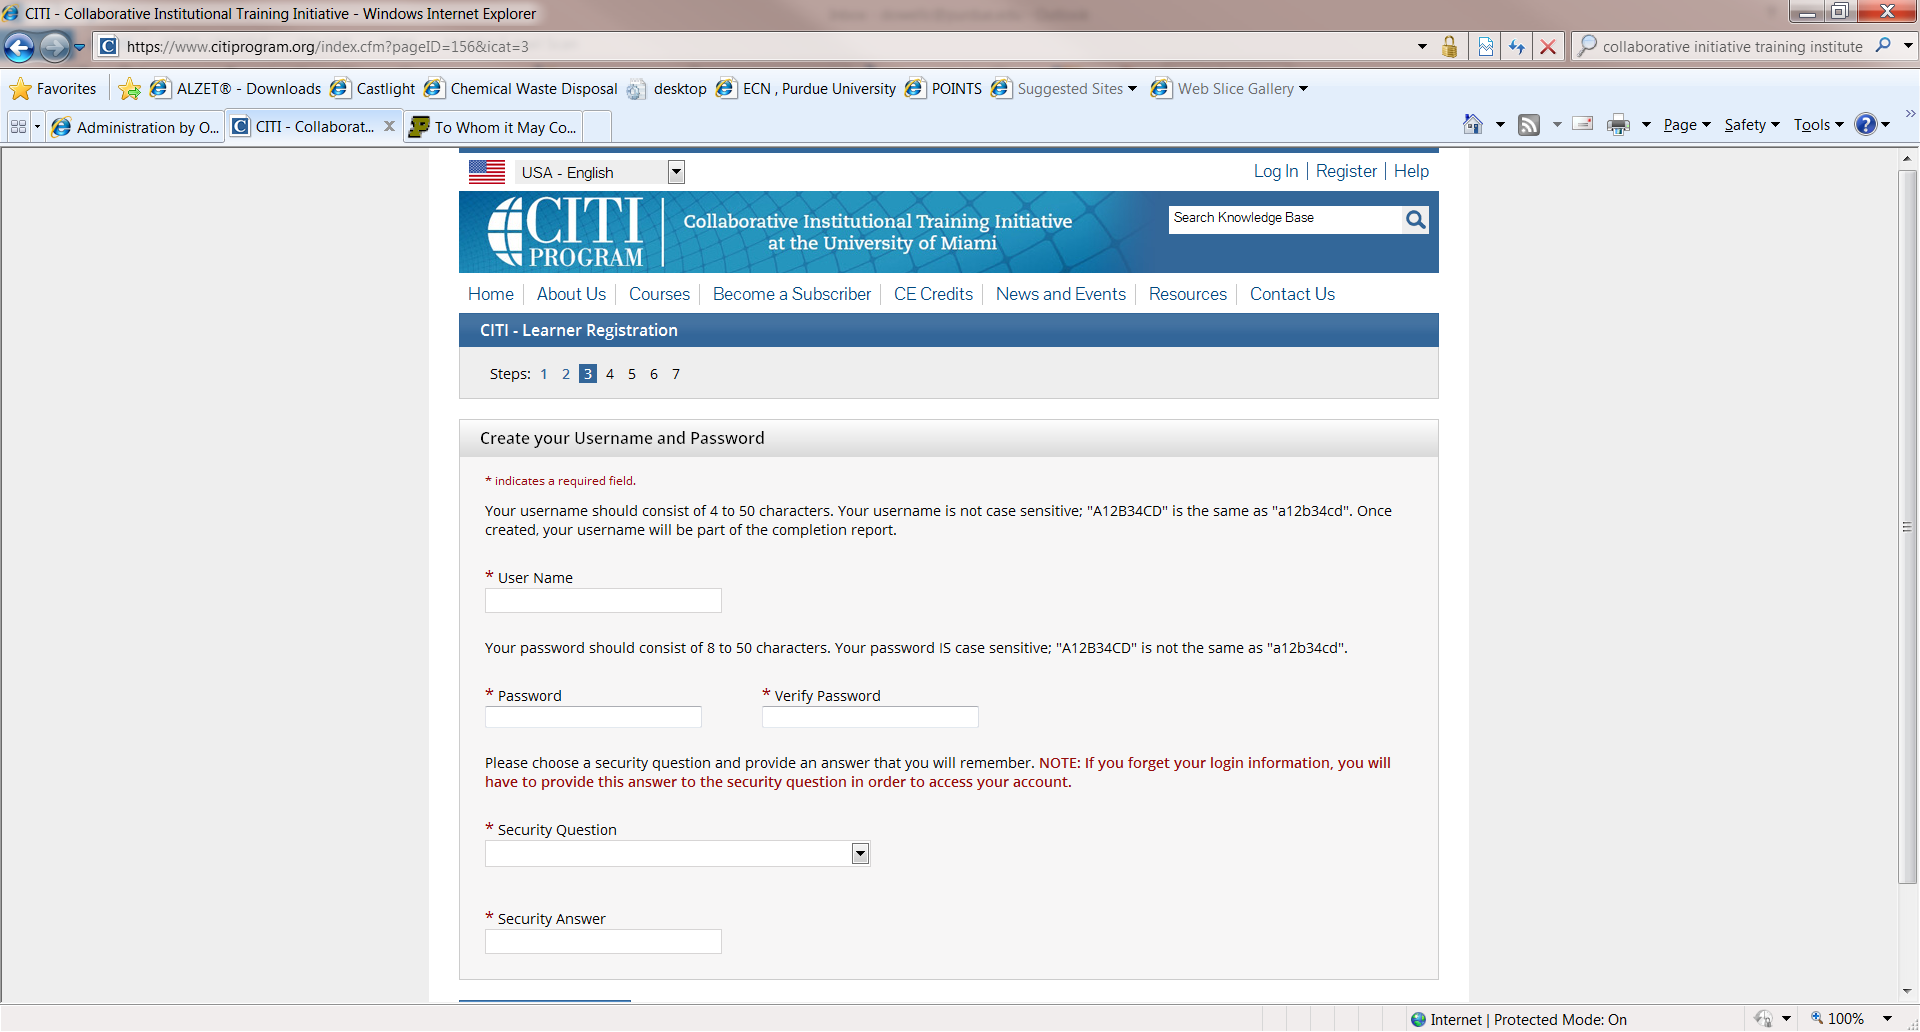 CITI - Collaborative Institutional Training Initiative - Windows Internet Explorer
https://www.citiprogram.org/index.cfm?pageID=156&icat=3
collaborative initiative training institute
Favorites
ALZET® - Downloads
Castlight
Chemical Waste Disposal
desktop
ECN , Purdue University
POINTS
Suggested Sites
Web Slice Gallery
Administration by O...
CITI - Collaborat...
To Whom it May Co...
Page
Safety
Tools
USA - English
Log In | Register | Help
CITI
PROGRAM
Collaborative Institutional Training Initiative
at the University of Miami
Search Knowledge Base
Home
About Us
Courses
Become a Subscriber
CE Credits
News and Events
Resources
Contact Us
CITI - Learner Registration
Steps: 1 2 3 4 5 6 7
Create your Username and Password
* indicates a required field.
Your username should consist of 4 to 50 characters. Your username is not case sensitive; "A12B34CD" is the same as "a12b34cd". Once
created, your username will be part of the completion report.
* User Name
Your password should consist of 8 to 50 characters. Your password IS case sensitive; "A12B34CD" is not the same as "a12b34cd".
* Password
* Verify Password
Please choose a security question and provide an answer that you will remember. NOTE: If you forget your login information, you will
have to provide this answer to the security question in order to access your account.
* Security Question
* Security Answer
Internet | Protected Mode: On
100%